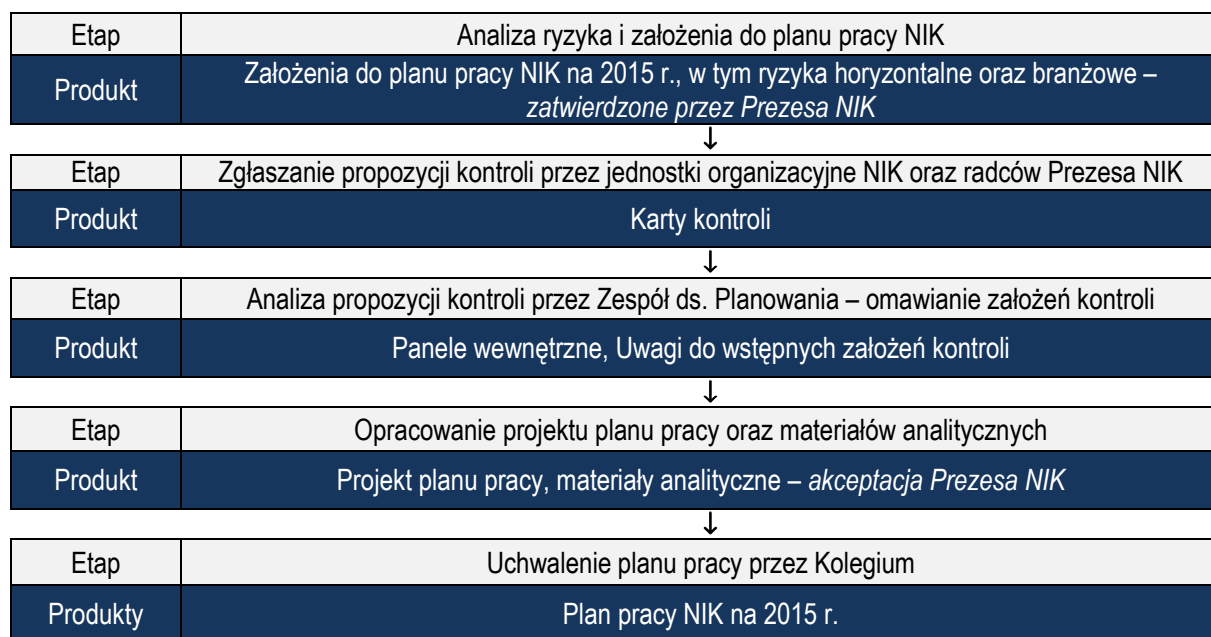 Etap Analiza ryzyka i założenia do planu pracy NIK
Produkt Założenia do planu pracy NIK na 2015 r., w tym ryzyka horyzontalne oraz branżowe –
zatwierdzone przez Prezesa NIK
↓
Etap Zgłaszanie propozycji kontroli przez jednostki organizacyjne NIK oraz radców Prezesa NIK
Produkt Karty kontroli
↓
Etap Analiza propozycji kontroli przez Zespół ds. Planowania – omawianie założeń kontroli
Produkt Panele wewnętrzne, Uwagi do wstępnych założeń kontroli
↓
Etap Opracowanie projektu planu pracy oraz materiałów analitycznych
Produkt Projekt planu pracy, materiały analityczne – akceptacja Prezesa NIK
↓
Etap Uchwalenie planu pracy przez Kolegium
Produkty Plan pracy NIK na 2015 r.